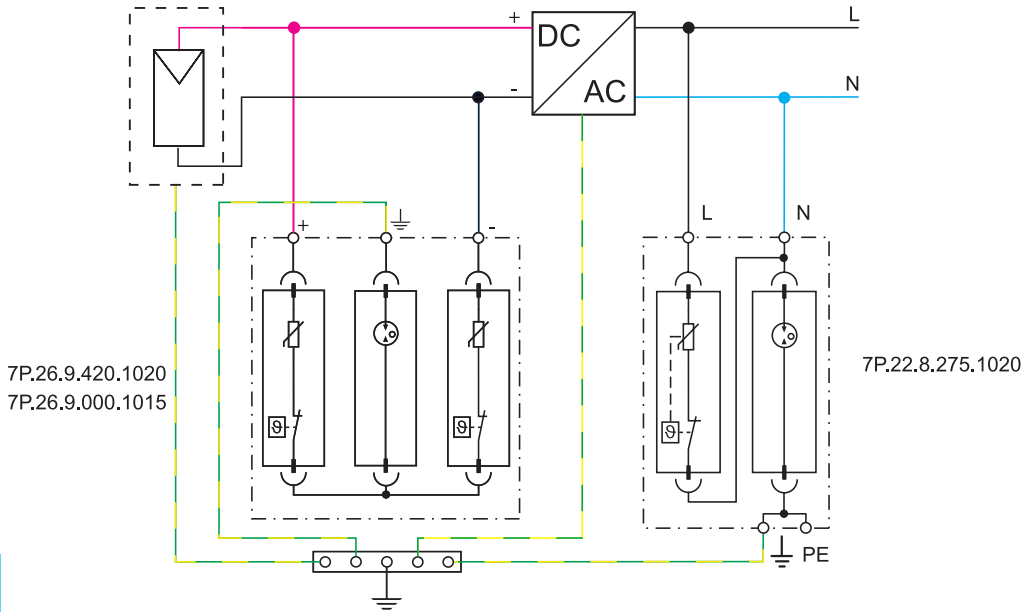 +
DC
L
-
AC
N
+
-
L
N
ϑ
ϑ
ϑ
7P.26.9.420.1020
7P.26.9.000.1015
7P.22.8.275.1020
PE